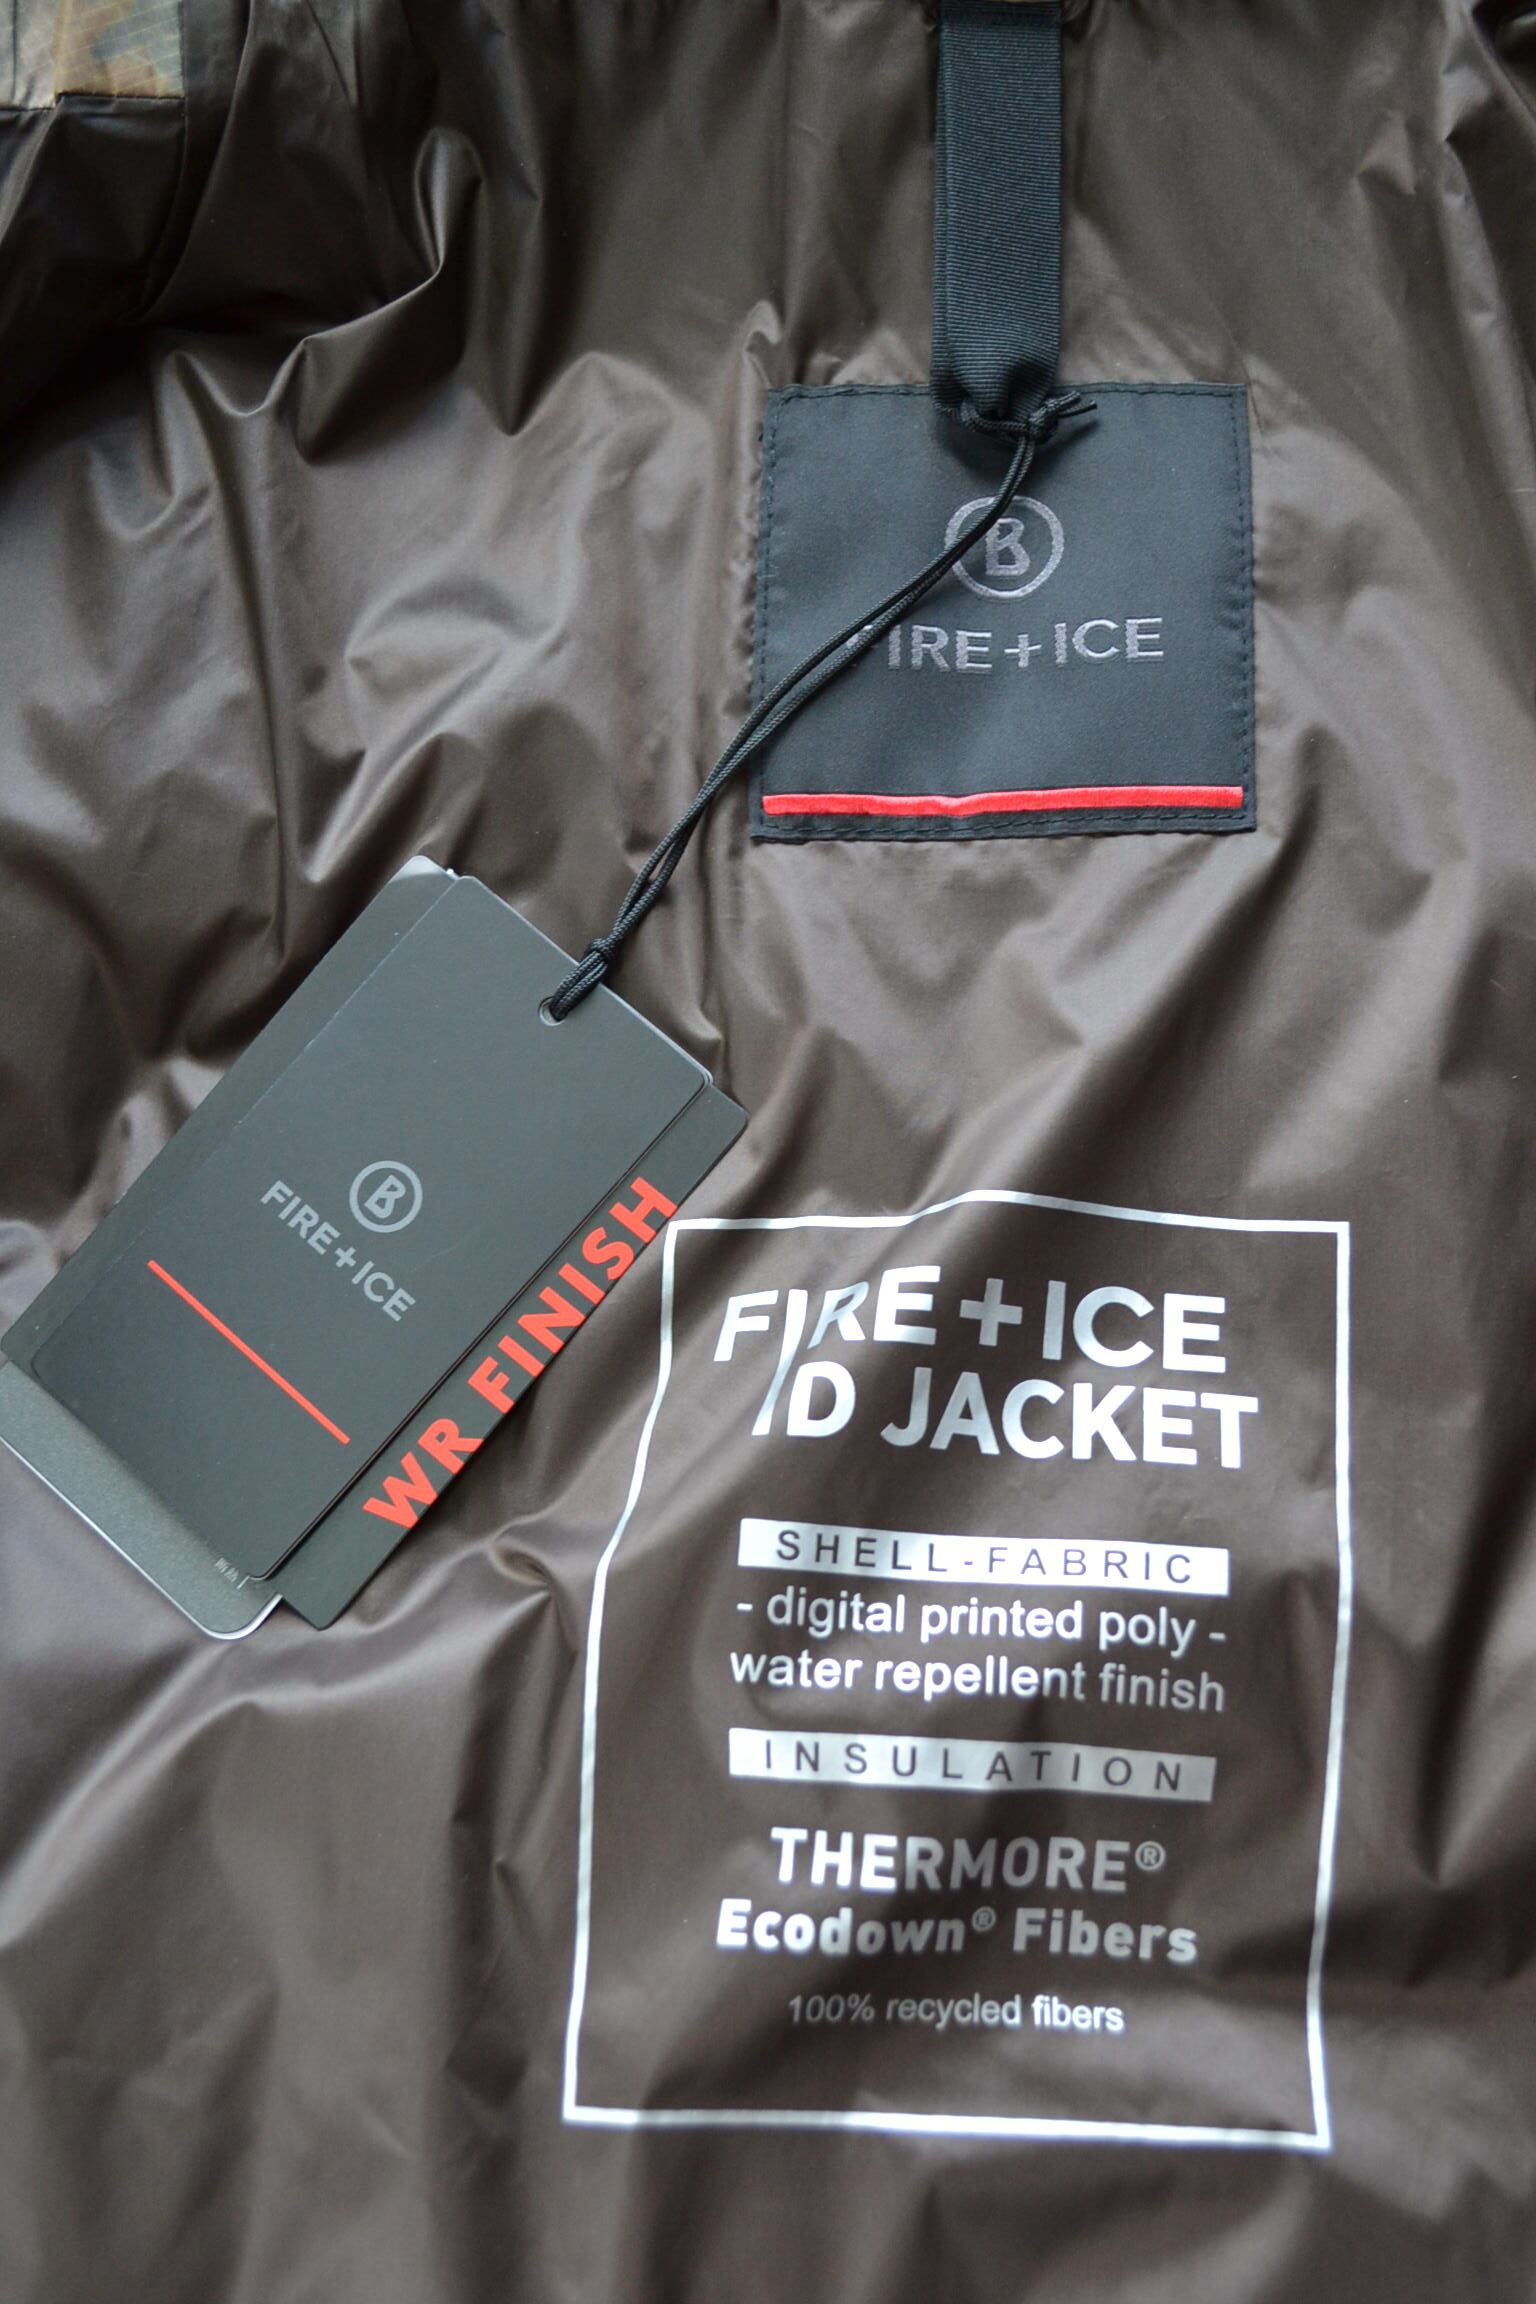 B
FIRE+ICE
B
FIRE+ICE
WR FINISH
FIRE+ICE
ID JACKET
SHELL-FABRIC
- digital printed poly -
water repellent finish
INSULATION
THERMORE®
Ecodown® Fibers
100% recycled fibers